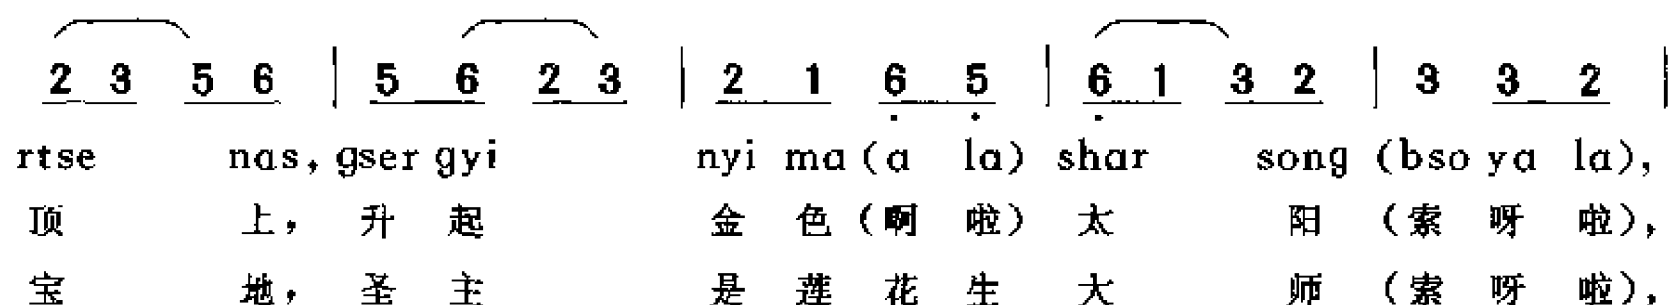 2 3 5 6 | 5 6 2 3 | 2 1 6 5 | 6 1 3 2 | 3 3 2 |
rtse nas, gser gyi nyi ma (a la) shar song (bso ya la),
顶 上，升 起 金 色（啊 啦）太 阳（索 呀 啦），
宝 地，圣 主 是 莲 花 生 大 师（索 呀 啦），